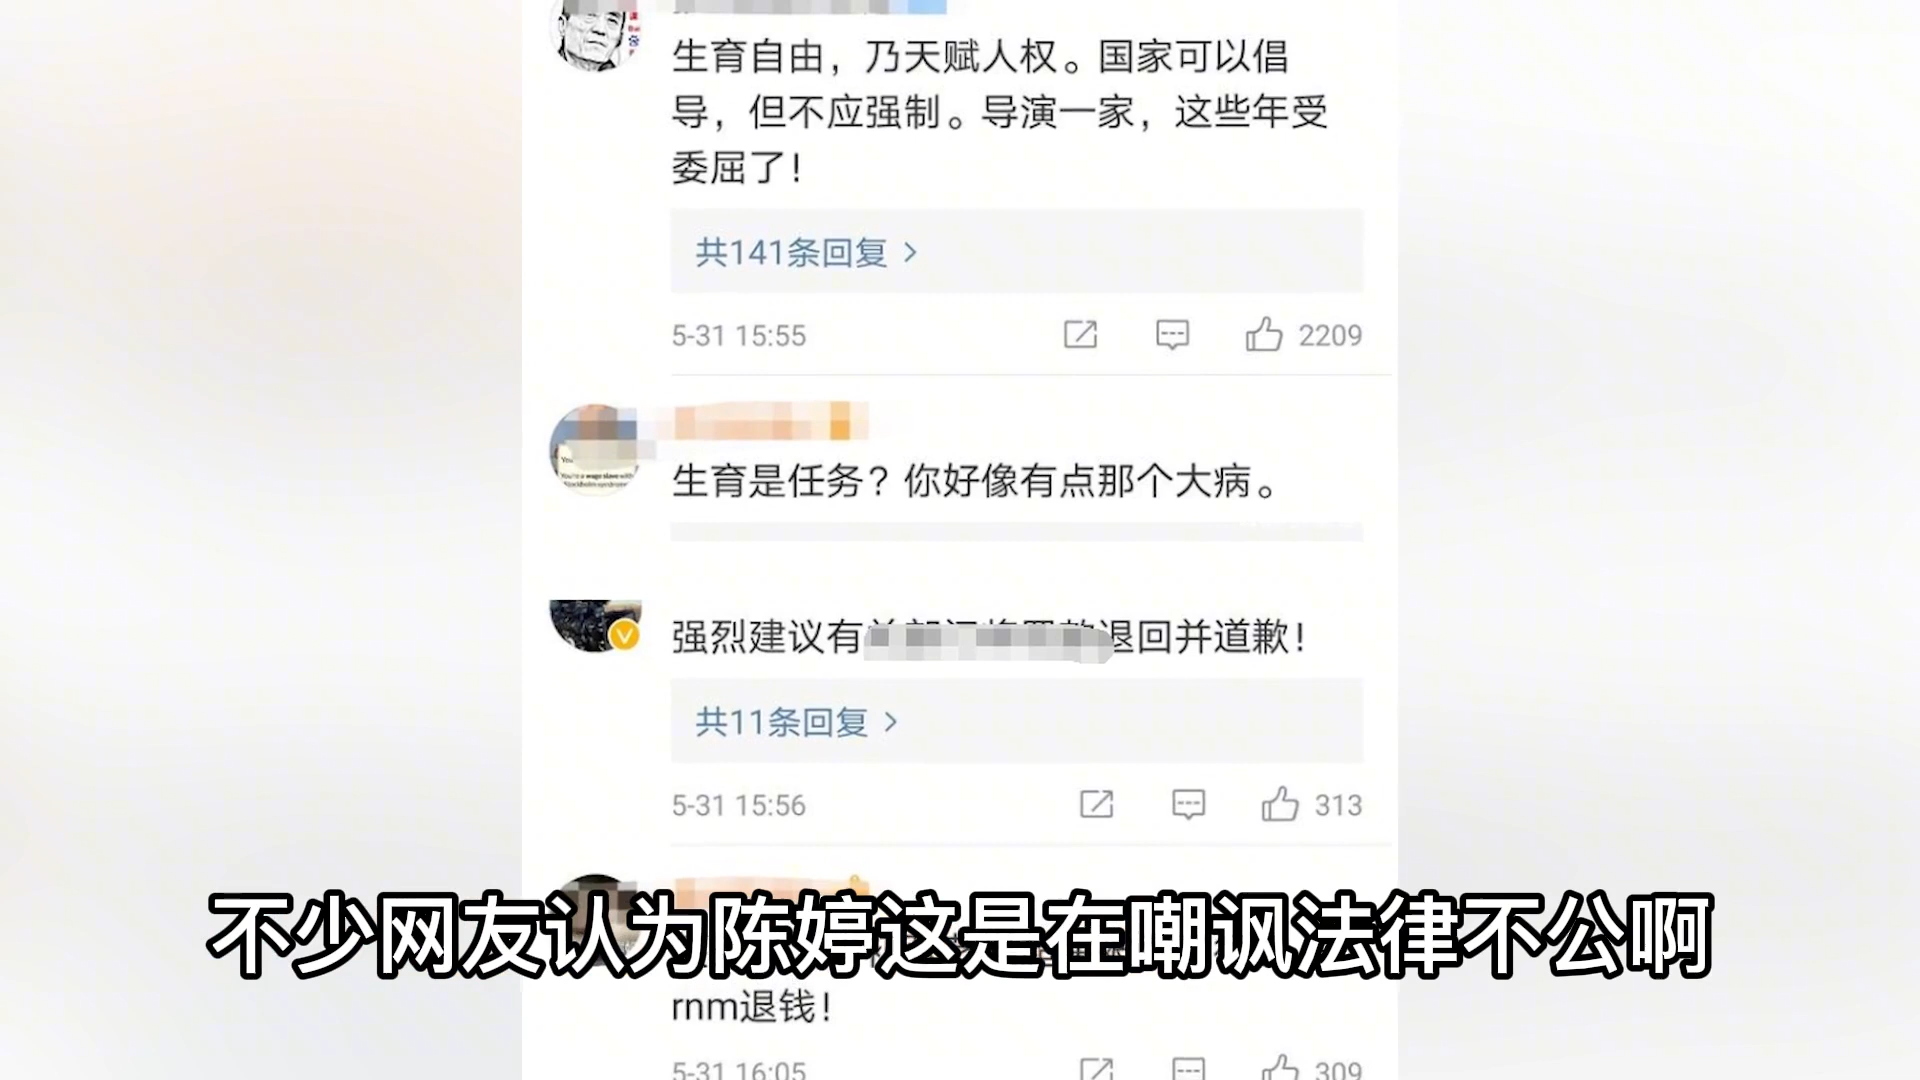 生育自由，乃天赋人权。国家可以倡
导，但不应强制。导演一家，这些年受
委屈了！
共141条回复 >
5-31 15:55
2209
生育是任务？你好像有点那个大病。
强烈建议有
退回并道歉！
共11条回复 >
5-31 15:56
313
不少网友认为陈婷这是在嘲讽法律不公啊
rnm退钱！
5-31 16:05
309